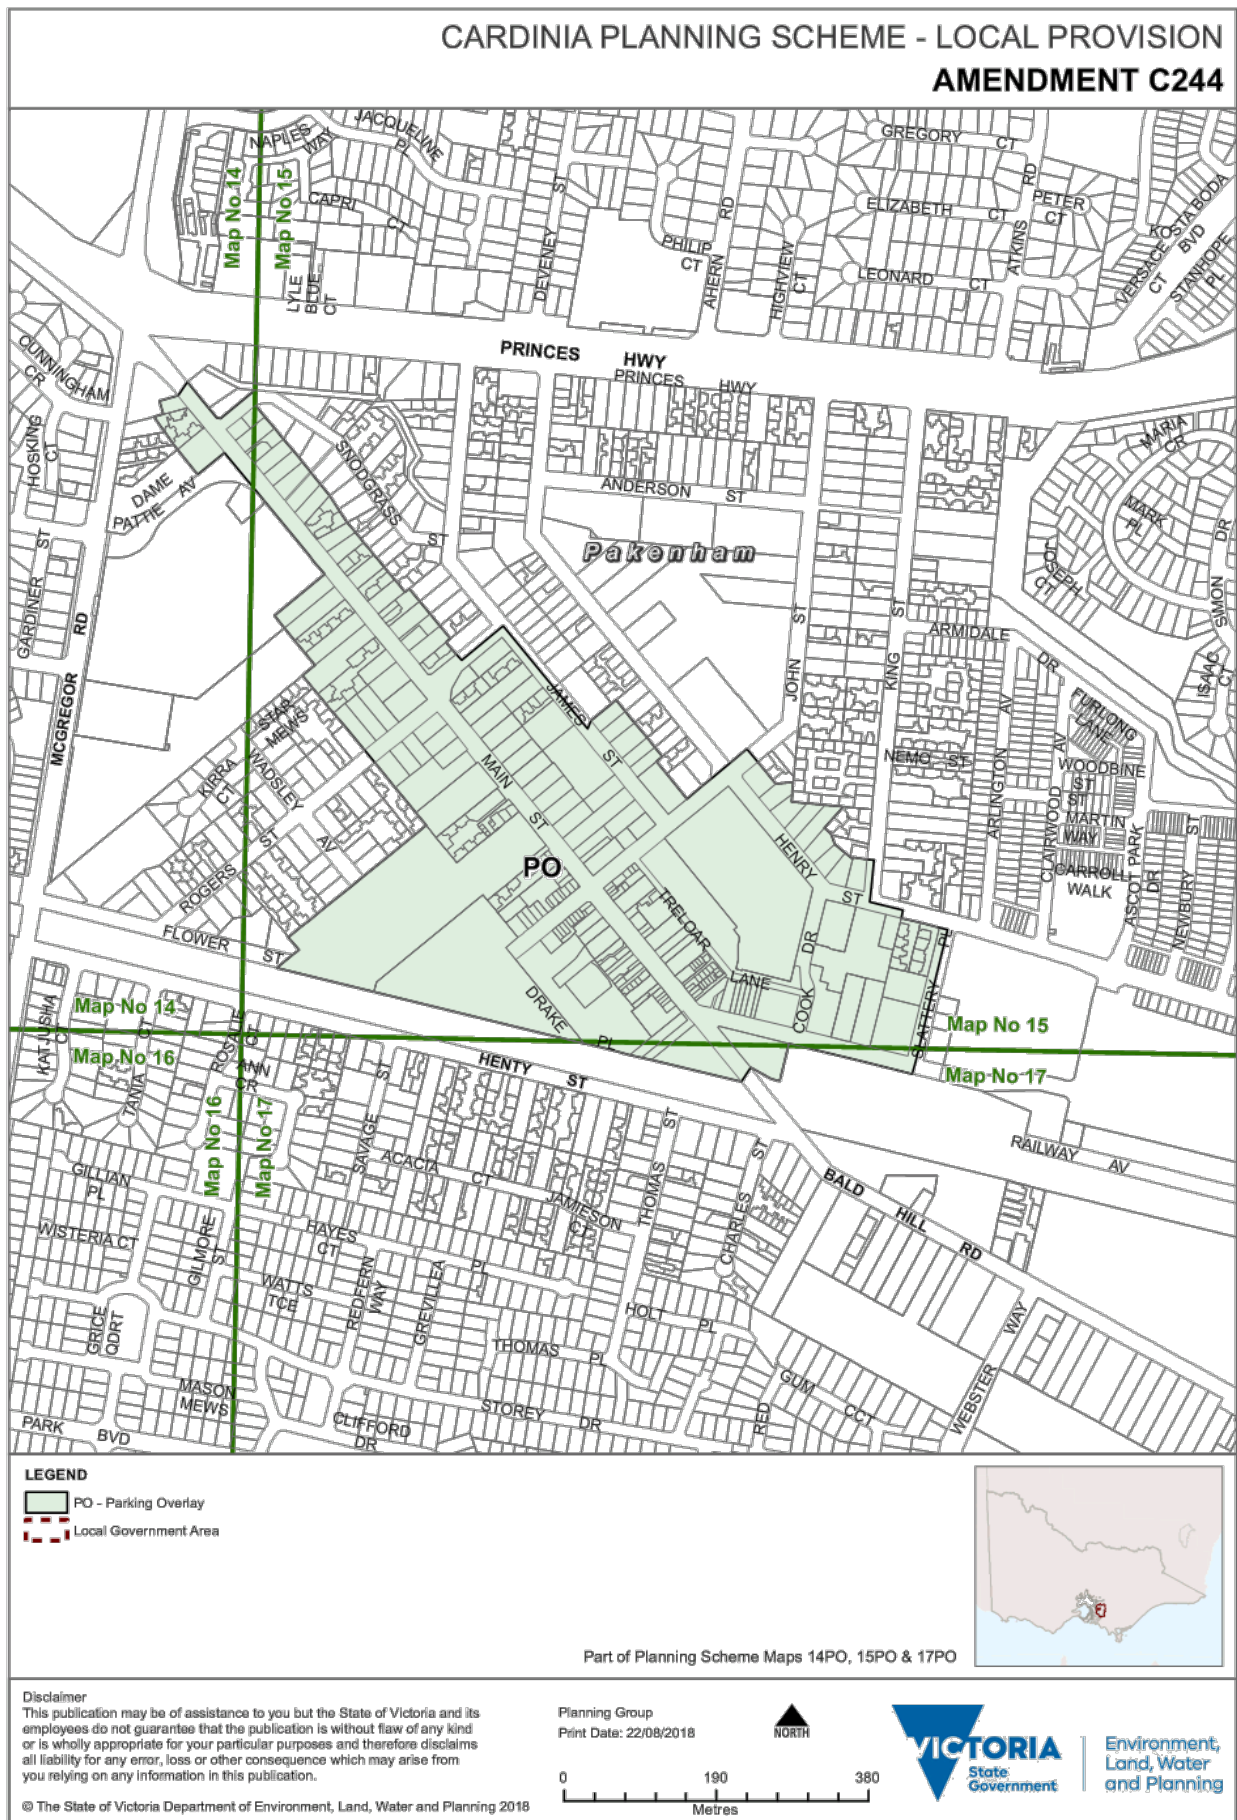 CARDINIA PLANNING SCHEME - LOCAL PROVISION
AMENDMENT C244
NAPLES
WAY
JACQUELINE
PL
Map No 14
Map No 15
CAPRI
CT
LYLE
BLUE
CT
DEVENEY ST
PHILIP
CT
AHERN RD
HIGHVIEW
CT
GREGORY CT
ELIZABETH CT
LEONARD CT
ATKINS RD
PETER
CT
KOSTA BODA
BVD
VERSACE
CT
STANHOPE
PL
CUNNINGHAM
CR
HOSKING
CT
PRINCES HWY
PRINCES HWY
SNODGRASS ST
DAME
PATTIE AV
ANDERSON ST
Pakenham
MARIA
CR
MARK
PL
JOSEPH
CT
SIMON DR
ISAAC
CT
GARDINER ST
MCGREGOR RD
JOHN ST
KING ST
ARMIDALE DR
ARLINGTON AV
FURLONG
LANE
NEMO ST
CLAIRWOOD AV
WOODBINE
ST
ST
MARTIN
WAY
CARROLL
WALK
ASCOT PARK
DR
NEWBURY ST
STAR
MEWS
KIRRA
CT
WADSLEY
AV
ROGERS ST
JAMES ST
MAIN ST
PO
HENRY ST
TRELOAR
LANE
COOK DR
SLATTERY PL
DRAKE PL
FLOWER ST
Map No 14
Map No 16
Map No 15
Map No 17
KATJUSHA
CT
TANIA CT
ROSALIE CT
ANN
CR
HENTY ST
Map No 16
Map No 17
SAVAGE ST
ACACIA CT
JAMIESON
CT
THOMAS ST
CHARLES ST
BALD HILL RD
RAILWAY AV
GILLIAN
PL
WISTERIA CT
GILMORE
ST
HAYES
CT
WATTS
TCE
REDFERN
WAY
GREVILLEA PL
HOLT PL
GRICE
QDRT
THOMAS PL
MASON
MEWS
PARK BVD
CLIFFORD
DR
STOREY DR
RED GUM CCT
WEBSTER WAY
LEGEND
PO - Parking Overlay
Local Government Area
Part of Planning Scheme Maps 14PO, 15PO & 17PO
Disclaimer
This publication may be of assistance to you but the State of Victoria and its
employees do not guarantee that the publication is without flaw of any kind
or is wholly appropriate for your particular purposes and therefore disclaims
all liability for any error, loss or other consequence which may arise from
you relying on any information in this publication.
© The State of Victoria Department of Environment, Land, Water and Planning 2018
Planning Group
Print Date: 22/08/2018
NORTH
0 190 380
Metres
VICTORIA
State
Government
Environment,
Land, Water
and Planning